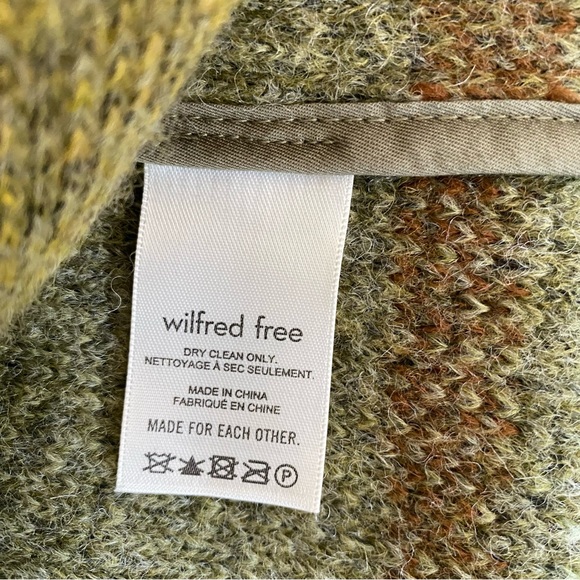 wilfred free
DRY CLEAN ONLY.
NETTOYAGE À SEC SEULEMENT.
MADE IN CHINA
FABRIQUÉ EN CHINE
MADE FOR EACH OTHER.
P